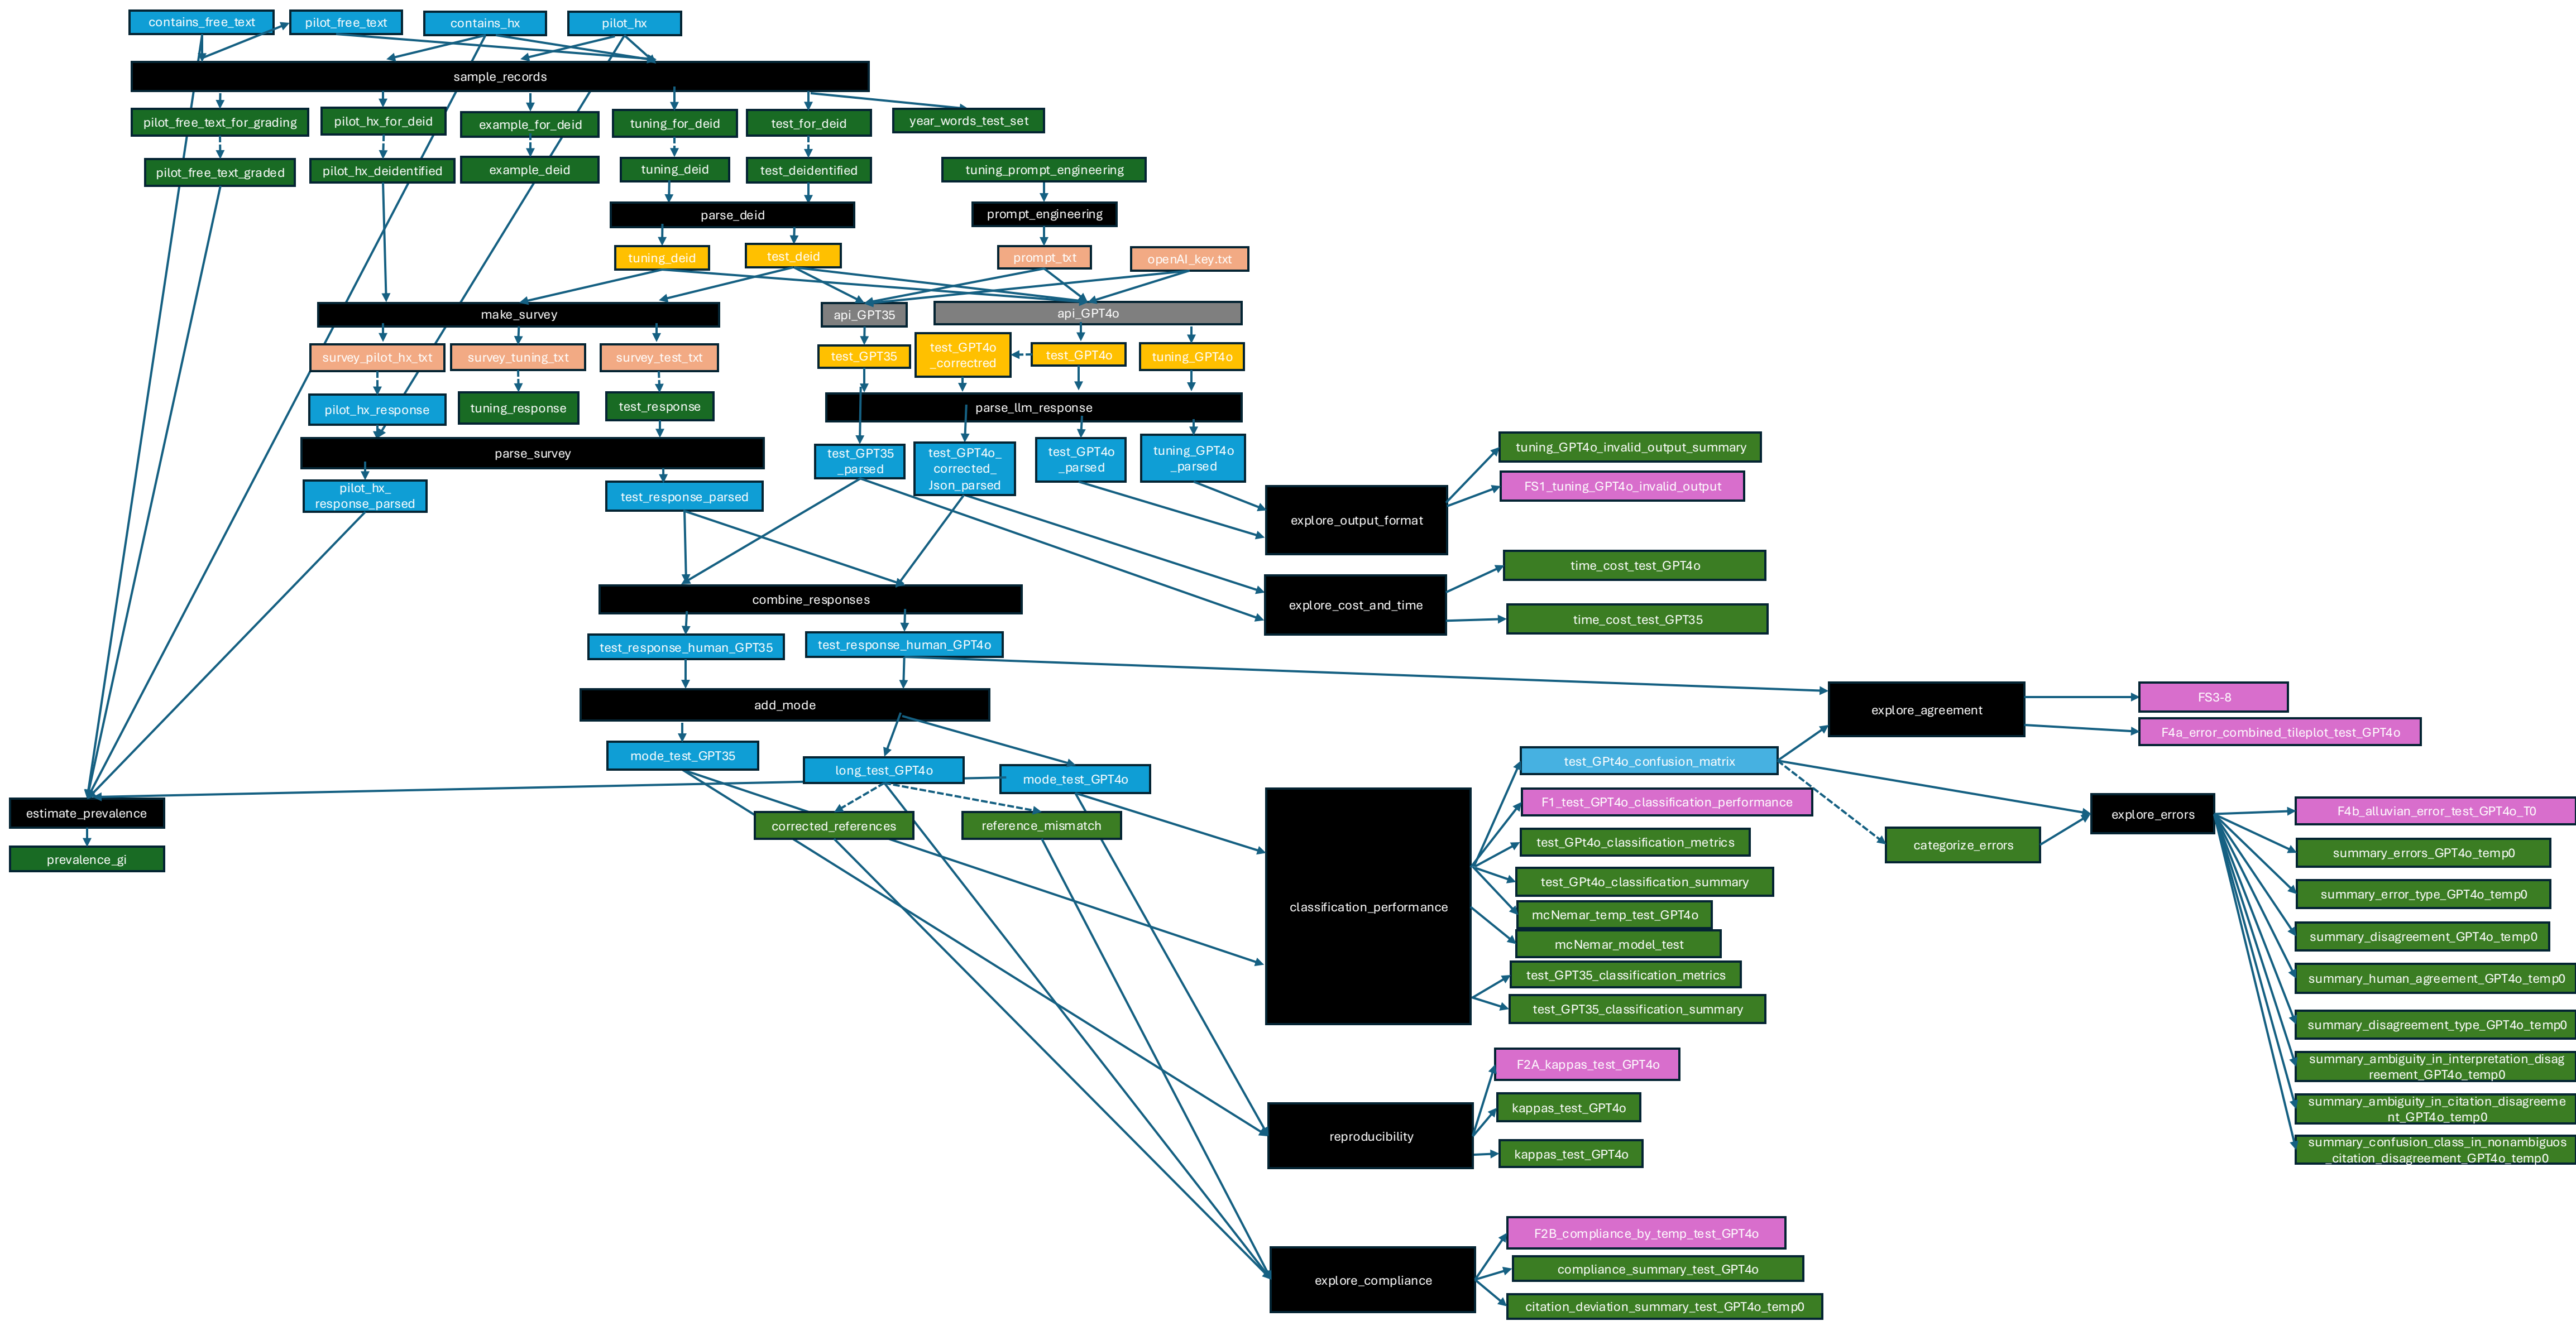 contains_free_text
pilot_free_text
contains_hx
pilot_hx
sample_records
pilot_free_text_for_grading
pilot_hx_for_deid
example_for_deid
tuning_for_deid
test_for_deid
year_words_test_set
pilot_free_text_graded
pilot_hx_deidentified
example_deid
tuning_deid
test_deidentified
tuning_prompt_engineering
parse_deid
prompt_engineering
tuning_deid
test_deid
prompt_txt
openAI_key.txt
make_survey
api_GPT35
api_GPT4o
survey_pilot_hx_txt
survey_tuning_txt
survey_test_txt
test_GPT35
test_GPT4o
_correctred
test_GPT4o
tuning_GPT4o
pilot_hx_response
tuning_response
test_response
parse_llm_response
parse_survey
test_GPT35
_parsed
test_GPT4o_
corrected_
Json_parsed
test_GPT4o
_parsed
tuning_GPT4o
_parsed
pilot_hx_
response_parsed
test_response_parsed
explore_output_format
tuning_GPT4o_invalid_output_summary
FS1_tuning_GPT4o_invalid_output
combine_responses
explore_cost_and_time
time_cost_test_GPT4o
time_cost_test_GPT35
test_response_human_GPT35
test_response_human_GPT4o
add_mode
explore_agreement
FS3-8
F4a_error_combined_tileplot_test_GPT4o
mode_test_GPT35
long_test_GPT4o
mode_test_GPT4o
test_GPt4o_confusion_matrix
estimate_prevalence
corrected_references
reference_mismatch
F1_test_GPT4o_classification_performance
explore_errors
F4b_alluvian_error_test_GPT4o_T0
prevalence_gi
test_GPt4o_classification_metrics
categorize_errors
summary_errors_GPT4o_temp0
test_GPt4o_classification_summary
summary_error_type_GPT4o_temp0
classification_performance
mcNemar_temp_test_GPT4o
mcNemar_model_test
summary_disagreement_GPT4o_temp0
test_GPT35_classification_metrics
summary_human_agreement_GPT4o_temp0
test_GPT35_classification_summary
summary_disagreement_type_GPT4o_temp0
F2A_kappas_test_GPT4o
summary_ambiguity_in_interpretation_disag
reement_GPT4o_temp0
kappas_test_GPT4o
summary_ambiguity_in_citation_disagreeme
nt_GPT4o_temp0
reproducibility
kappas_test_GPT4o
summary_confusion_class_in_nonambiguos
_citation_disagreement_GPT4o_temp0
F2B_compliance_by_temp_test_GPT4o
explore_compliance
compliance_summary_test_GPT4o
citation_deviation_summary_test_GPT4o_temp0